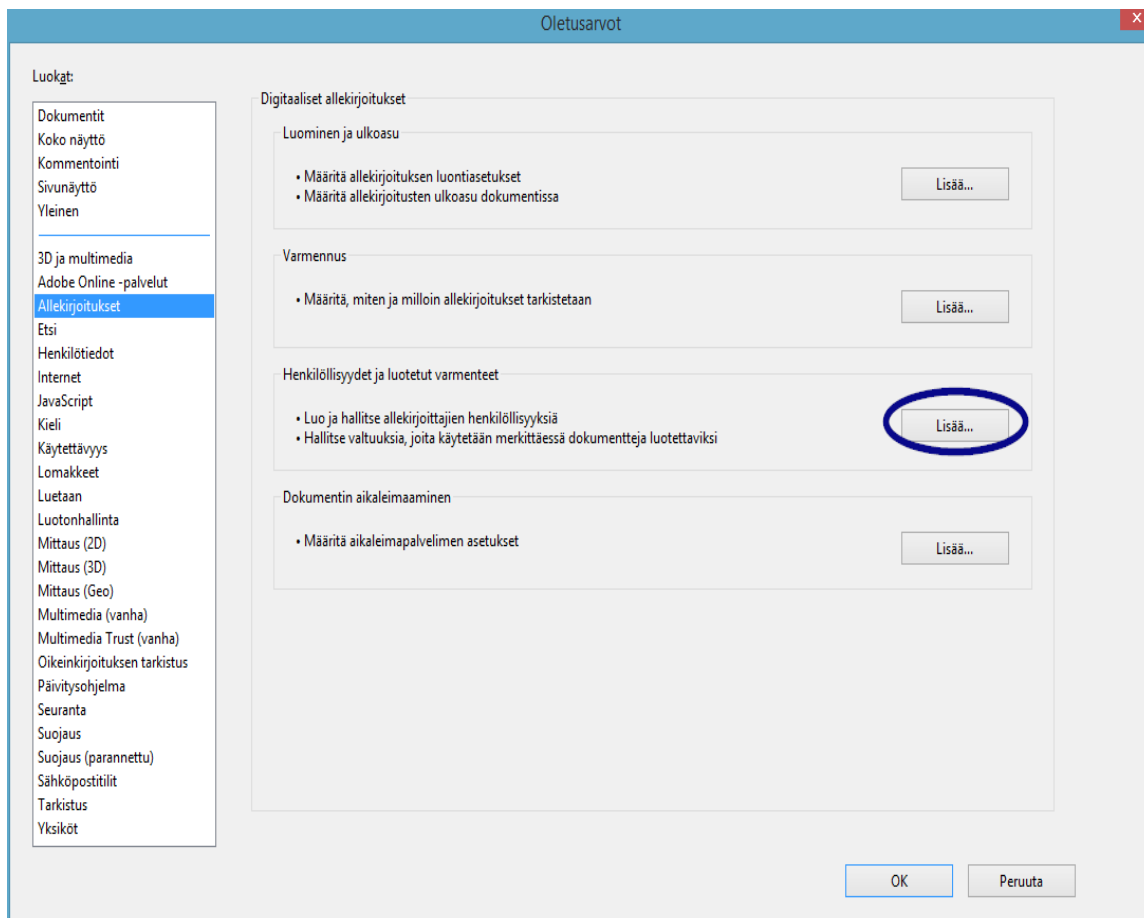 Oletusarvot
x
Luokat:
Dokumentit
Koko näyttö
Kommentointi
Sivunäyttö
Yleinen
3D ja multimedia
Adobe Online -palvelut
Allekirjoitukset
Etsi
Henkilötiedot
Internet
JavaScript
Kieli
Käytettävyys
Lomakkeet
Luetaan
Luotonhallinta
Mittaus (2D)
Mittaus (3D)
Mittaus (Geo)
Multimedia (vanha)
Multimedia Trust (vanha)
Oikeinkirjoituksen tarkistus
Päivitysohjelma
Seuranta
Suojaus
Suojaus (parannettu)
Sähköpostitilit
Tarkistus
Yksiköt
Digitaaliset allekirjoitukset
Luominen ja ulkoasu
• Määritä allekirjoituksen luontiasetukset
• Määritä allekirjoitusten ulkoasu dokumentissa
Lisää...
Varmennus
• Määritä, miten ja milloin allekirjoitukset tarkistetaan
Lisää...
Henkilöllisyydet ja luotetut varmenteet
• Luo ja hallitse allekirjoittajien henkilöllisyyksiä
• Hallitse valtuuksia, joita käytetään merkittäessä dokumentteja luotettaviksi
Lisää...
Dokumentin aikaleimaaminen
• Määritä aikaleimapalvelimen asetukset
Lisää...
OK
Peruuta